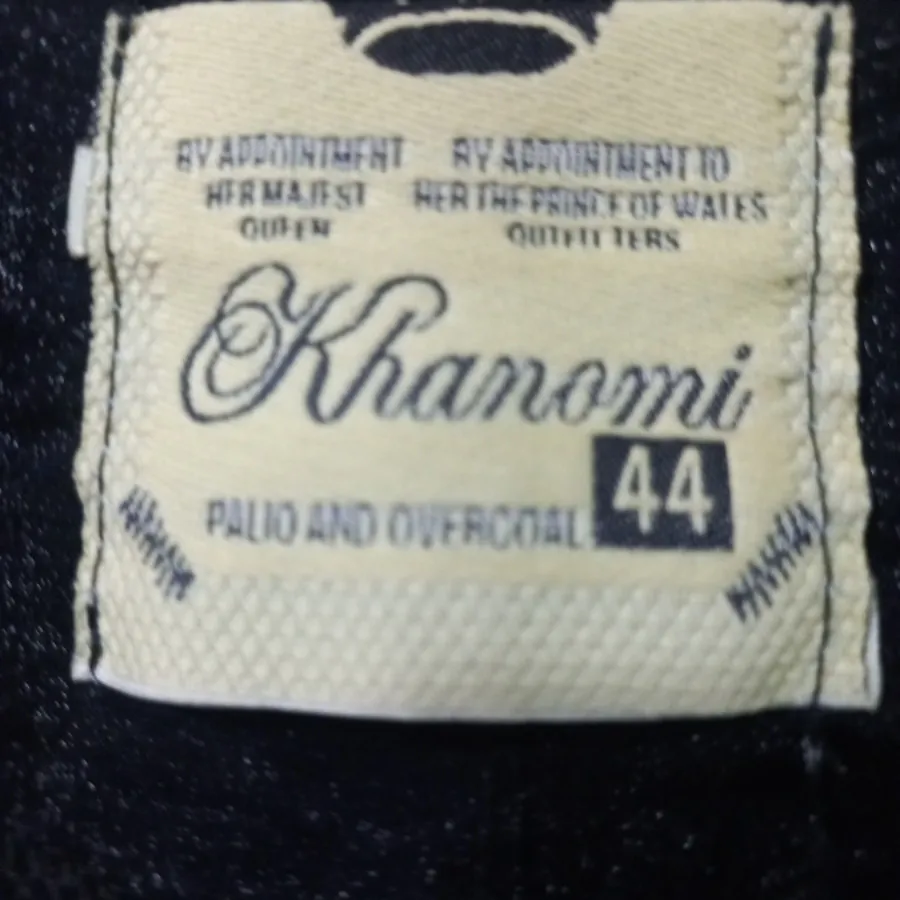 BY APPOINTMENT
HER MAJEST
QUEEN
BY APPOINTMENT TO
HER THE PRINCE OF WALES
OUTFITTERS
Khanomi
44
PALIO AND OVERCOAL